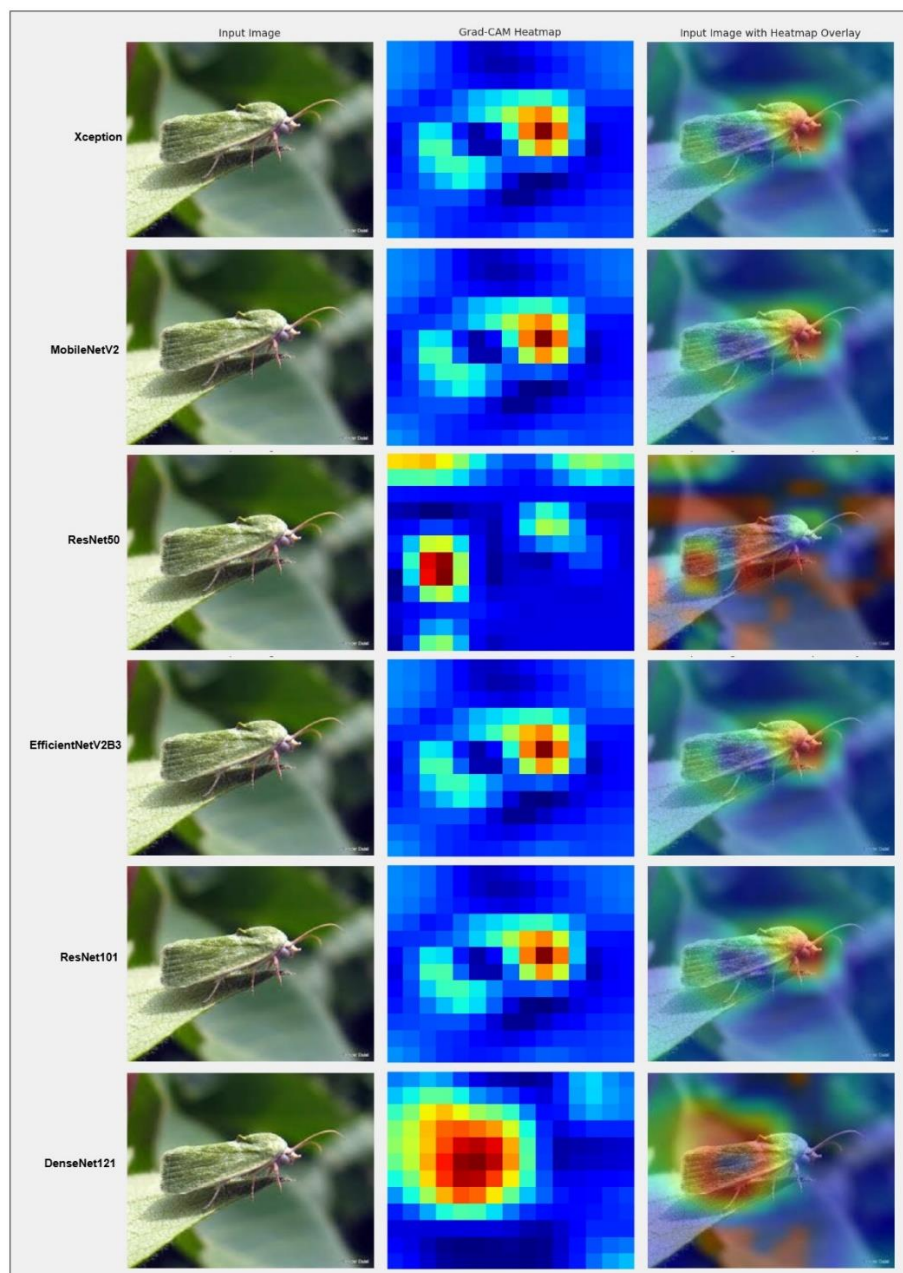 Input Image Grad-CAM Heatmap Input Image with Heatmap Overlay
Xception
MobileNetV2
ResNet50
EfficientNetV2B3
ResNet101
DenseNet121